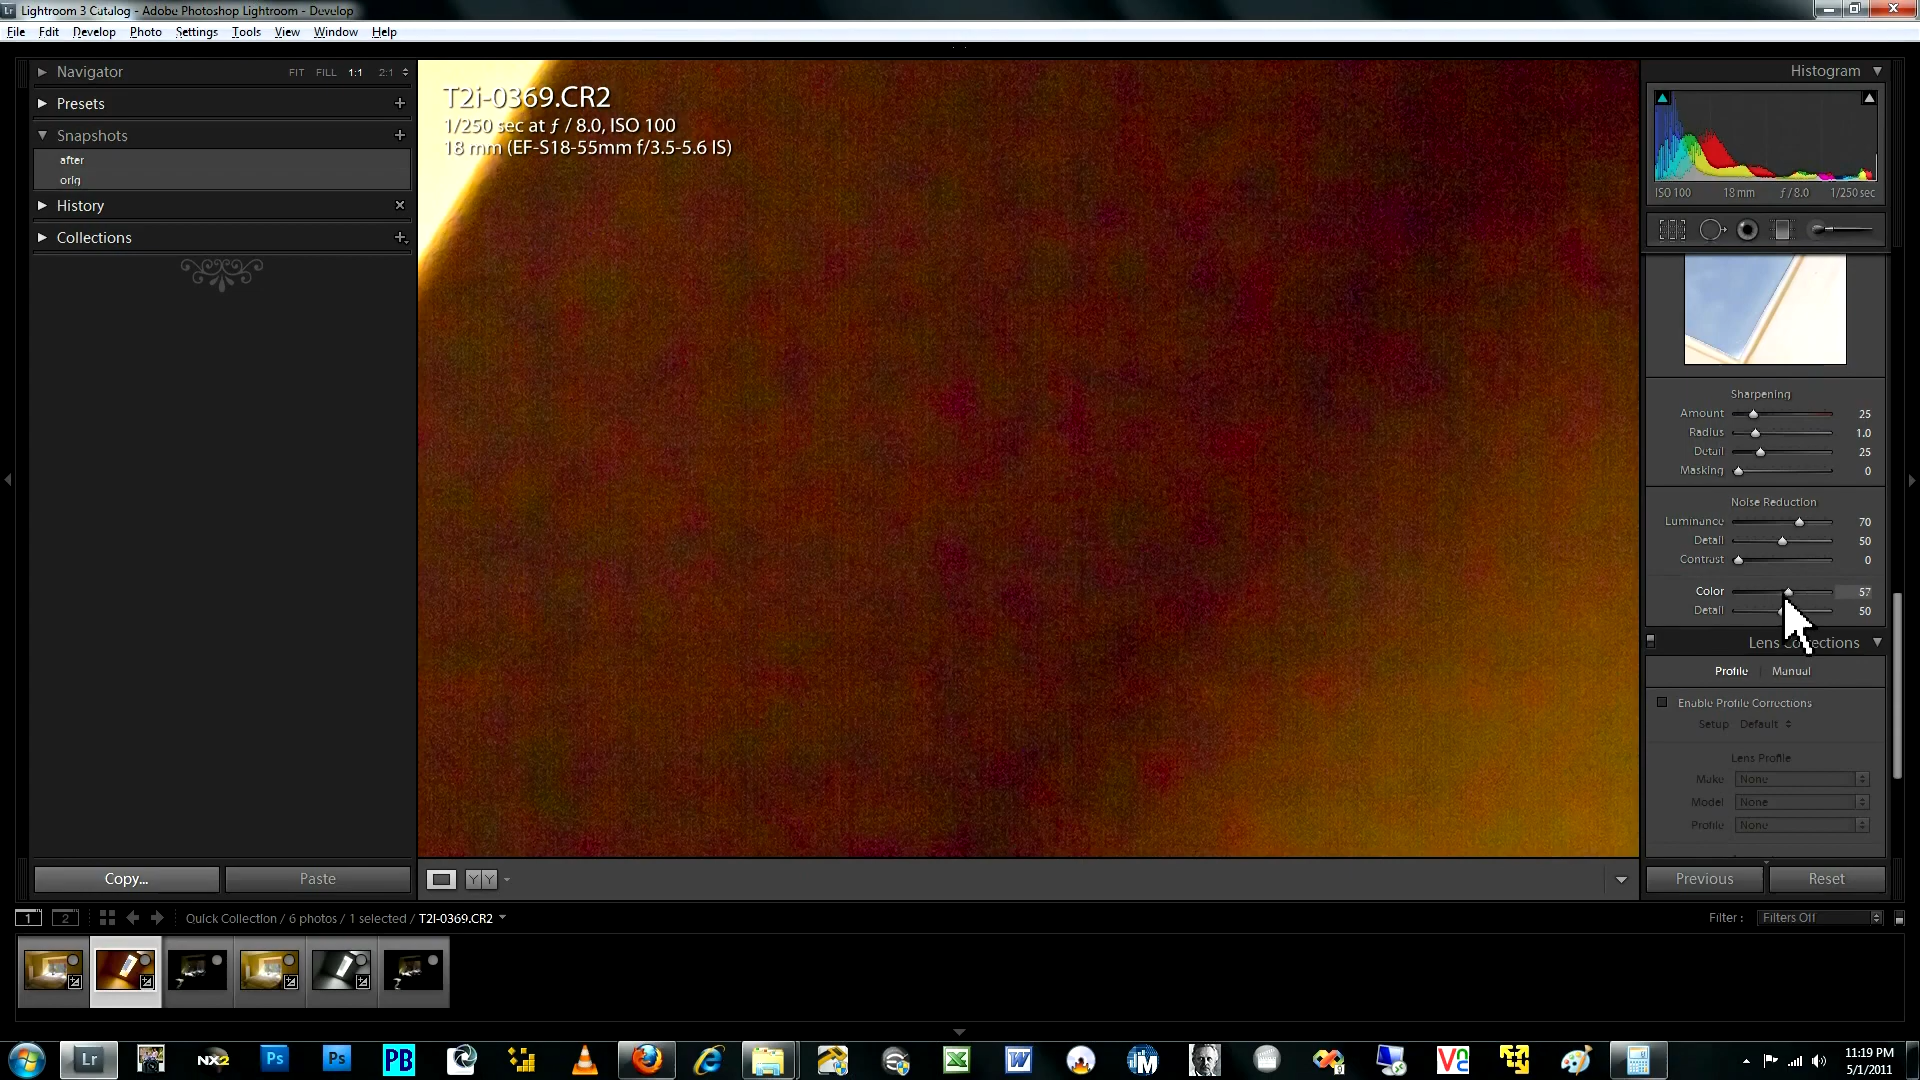 Lightroom 3 Catalog - Adobe Photoshop Lightroom - Develop
File Edit Develop Photo Settings Tools View Window Help
Navigator FIT FILL 1:1 2:1
Presets
Snapshots
after
orig
History
Collections
T2i-0369.CR2
1/250 sec at ƒ / 8.0, ISO 100
18 mm (EF-S18-55mm f/3.5-5.6 IS)
Histogram
ISO 100 18 mm ƒ / 8.0 1/250 sec
Sharpening
Amount 25
Radius 1.0
Detail 25
Masking 0
Noise Reduction
Luminance 70
Detail 50
Contrast 0
Color 57
Detail 50
Lens Corrections
Profile Manual
Enable Profile Corrections
Setup Default
Lens Profile
Make None
Model None
Profile None
Copy... Paste
YY
Previous Reset
1 2 Quick Collection / 6 photos / 1 selected / T2i-0369.CR2
Filter : Filters Off
Lr NX2 Ps Ps PB
11:19 PM
5/1/2011